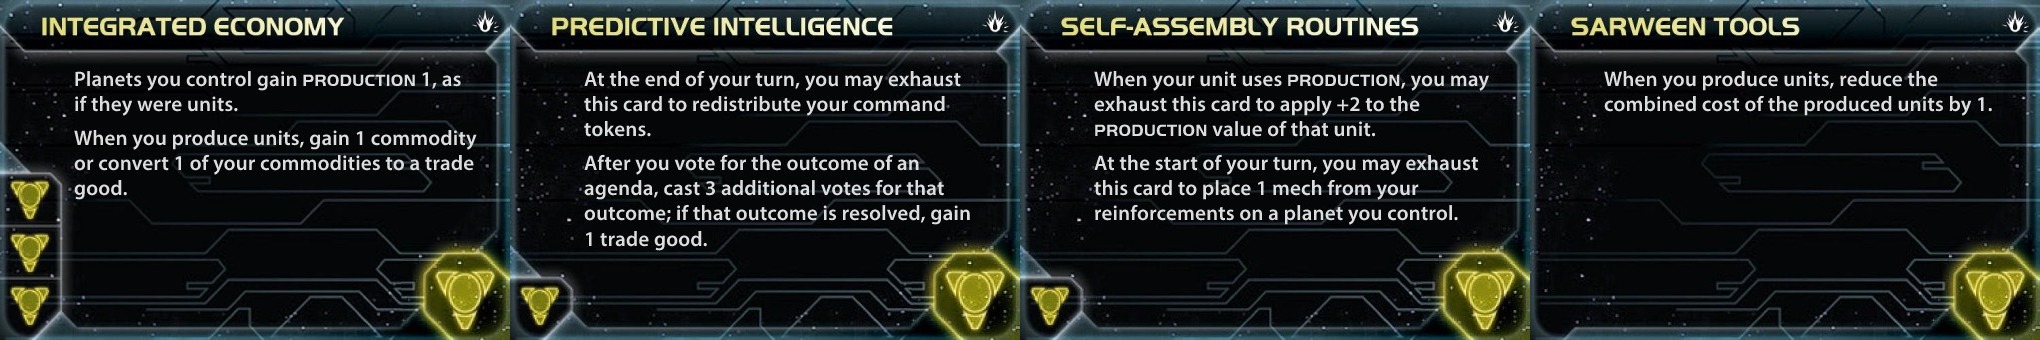 INTEGRATED ECONOMY
Planets you control gain PRODUCTION 1, as
if they were units.
When you produce units, gain 1 commodity
or convert 1 of your commodities to a trade
good.
PREDICTIVE INTELLIGENCE
At the end of your turn, you may exhaust
this card to redistribute your command
tokens.
After you vote for the outcome of an
agenda, cast 3 additional votes for that
outcome; if that outcome is resolved, gain
1 trade good.
SELF-ASSEMBLY ROUTINES
When your unit uses PRODUCTION, you may
exhaust this card to apply +2 to the
PRODUCTION value of that unit.
At the start of your turn, you may exhaust
this card to place 1 mech from your
reinforcements on a planet you control.
SARWEEN TOOLS
When you produce units, reduce the
combined cost of the produced units by 1.